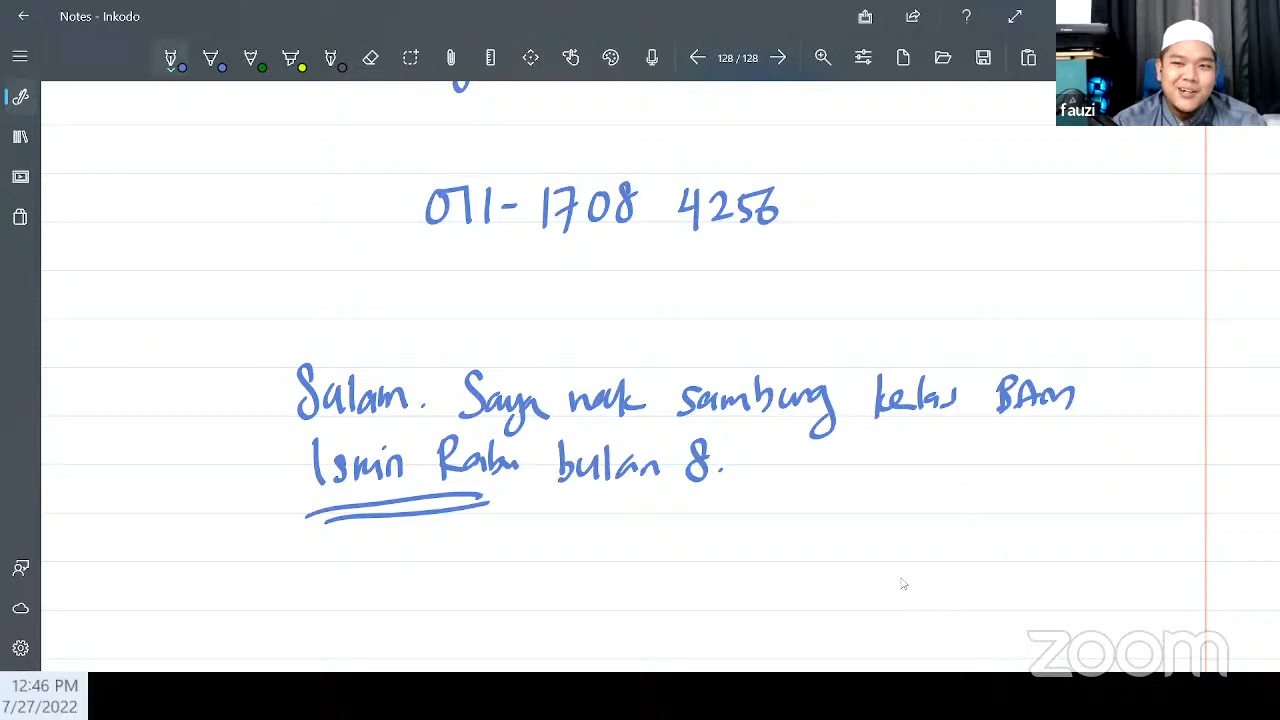 Notes - Inkodo
128 / 128
fauzi
011- 1708 4256
Salam. Saya nak sambung kelas BAM
Isnin Rabu bulan 8.
zoom
12:46 PM
7/27/2022